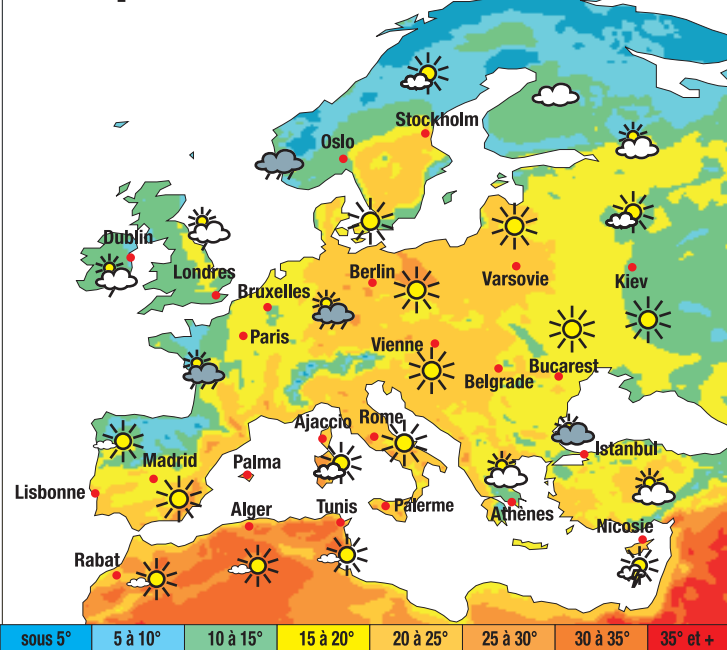 Stockholm
Oslo
Dublin
Londres
Berlin
Varsovie
Kiev
Bruxelles
Paris
Vienne
Bucarest
Belgrade
Ajaccio
Rome
Istanbul
Madrid
Palma
Lisbonne
Alger
Tunis
Palerme
Athènes
Nicosie
Rabat
sous 5° 5 à 10° 10 à 15° 15 à 20° 20 à 25° 25 à 30° 30 à 35° 35° et +